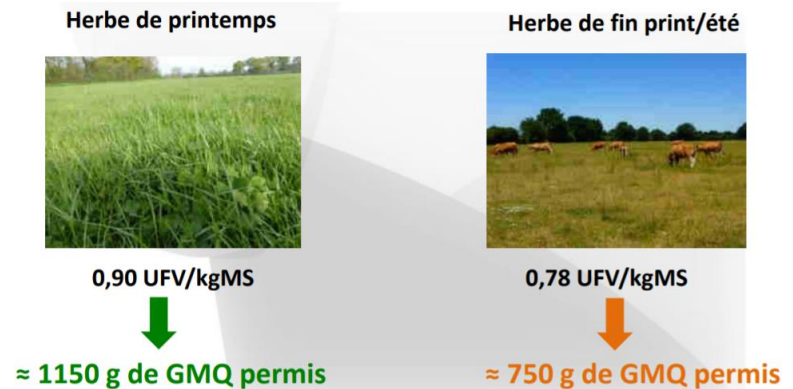 Herbe de printemps
Herbe de fin print/été
0,90 UFV/kgMS
0,78 UFV/kgMS
≈ 1150 g de GMQ permis
≈ 750 g de GMQ permis